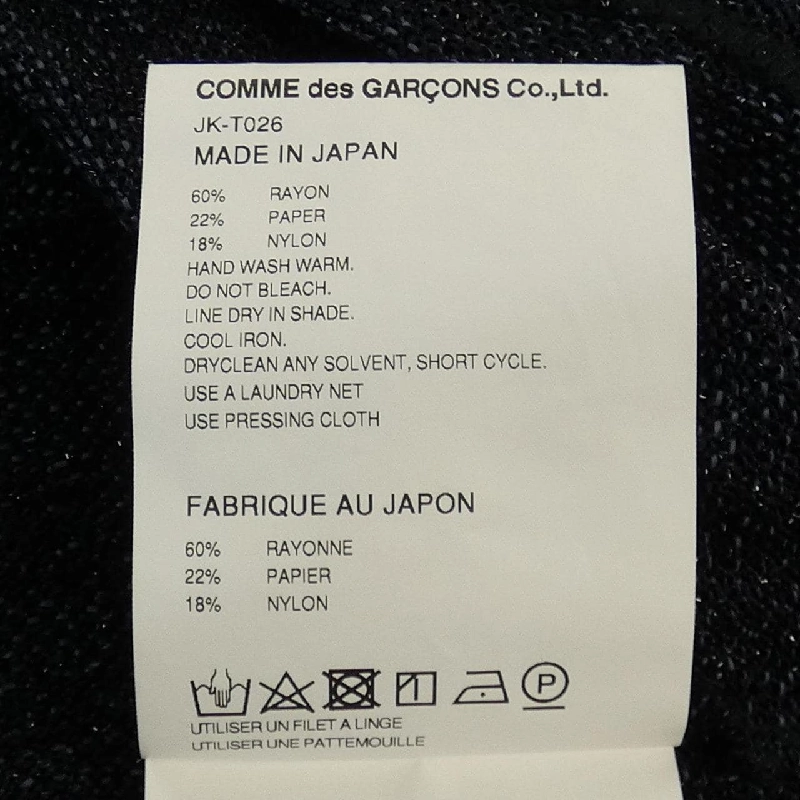 COMME des GARÇONS Co.,Ltd.
JK-T026
MADE IN JAPAN
60% RAYON
22% PAPER
18% NYLON
HAND WASH WARM.
DO NOT BLEACH.
LINE DRY IN SHADE.
COOL IRON.
DRYCLEAN ANY SOLVENT, SHORT CYCLE.
USE A LAUNDRY NET
USE PRESSING CLOTH
FABRIQUE AU JAPON
60% RAYONNE
22% PAPIER
18% NYLON
P
UTILISER UN FILET A LINGE
UTILISER UNE PATTEMOUILLE